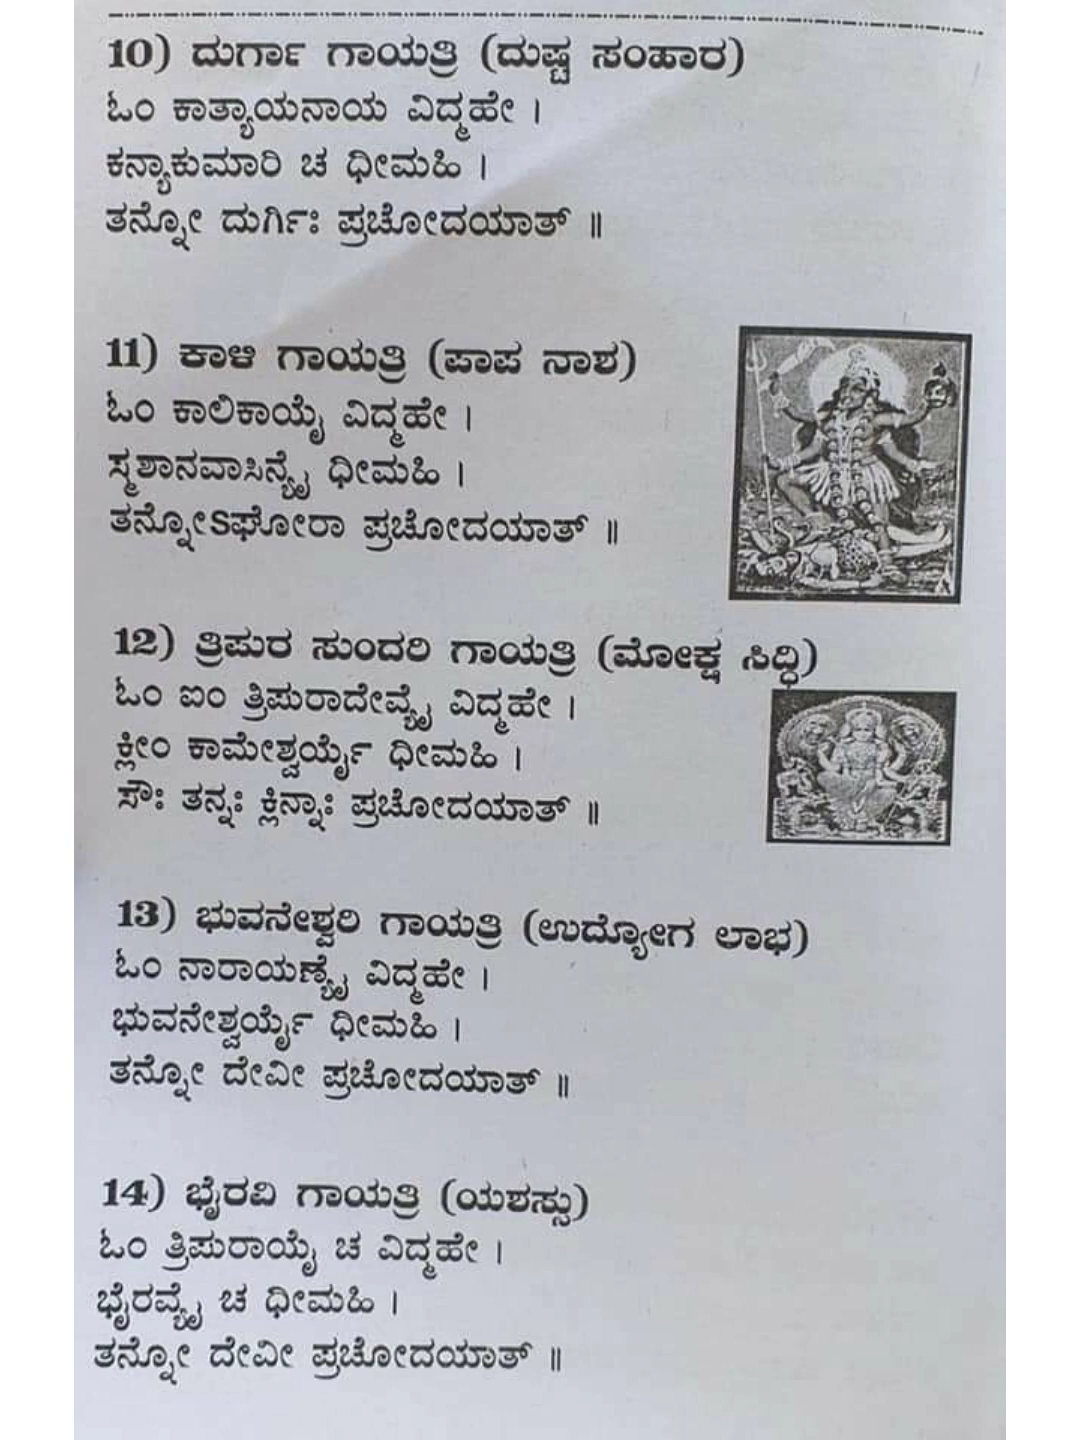 10) ದುರ್ಗಾ ಗಾಯತ್ರಿ (ದುಷ್ಟ ಸಂಹಾರ)
ಓಂ ಕಾತ್ಯಾಯನಾಯ ವಿದ್ಮಹೇ ।
ಕನ್ಯಾಕುಮಾರಿ ಚ ಧೀಮಹಿ ।
ತನ್ನೋ ದುರ್ಗಿಃ ಪ್ರಚೋದಯಾತ್ ॥
11) ಕಾಳಿ ಗಾಯತ್ರಿ (ಪಾಪ ನಾಶ)
ಓಂ ಕಾಲಿಕಾಯೈ ವಿದ್ಮಹೇ ।
ಸ್ಮಶಾನವಾಸಿನ್ಯೈ ಧೀಮಹಿ ।
ತನ್ನೋಽಘೋರಾ ಪ್ರಚೋದಯಾತ್ ॥
12) ತ್ರಿಪುರ ಸುಂದರಿ ಗಾಯತ್ರಿ (ಮೋಕ್ಷ ಸಿದ್ಧಿ)
ಓಂ ಐಂ ತ್ರಿಪುರಾದೇವ್ಯೈ ವಿದ್ಮಹೇ ।
ಕ್ಲೀಂ ಕಾಮೇಶ್ವರ್ಯೈ ಧೀಮಹಿ ।
ಸೌಃ ತನ್ನಃ ಕ್ಲಿನ್ನಾಃ ಪ್ರಚೋದಯಾತ್ ॥
13) ಭುವನೇಶ್ವರಿ ಗಾಯತ್ರಿ (ಉದ್ಯೋಗ ಲಾಭ)
ಓಂ ನಾರಾಯಣ್ಯೈ ವಿದ್ಮಹೇ ।
ಭುವನೇಶ್ವರ್ಯೈ ಧೀಮಹಿ ।
ತನ್ನೋ ದೇವೀ ಪ್ರಚೋದಯಾತ್ ॥
14) ಭೈರವಿ ಗಾಯತ್ರಿ (ಯಶಸ್ಸು)
ಓಂ ತ್ರಿಪುರಾಯೈ ಚ ವಿದ್ಮಹೇ ।
ಭೈರವ್ಯೈ ಚ ಧೀಮಹಿ ।
ತನ್ನೋ ದೇವೀ ಪ್ರಚೋದಯಾತ್ ॥